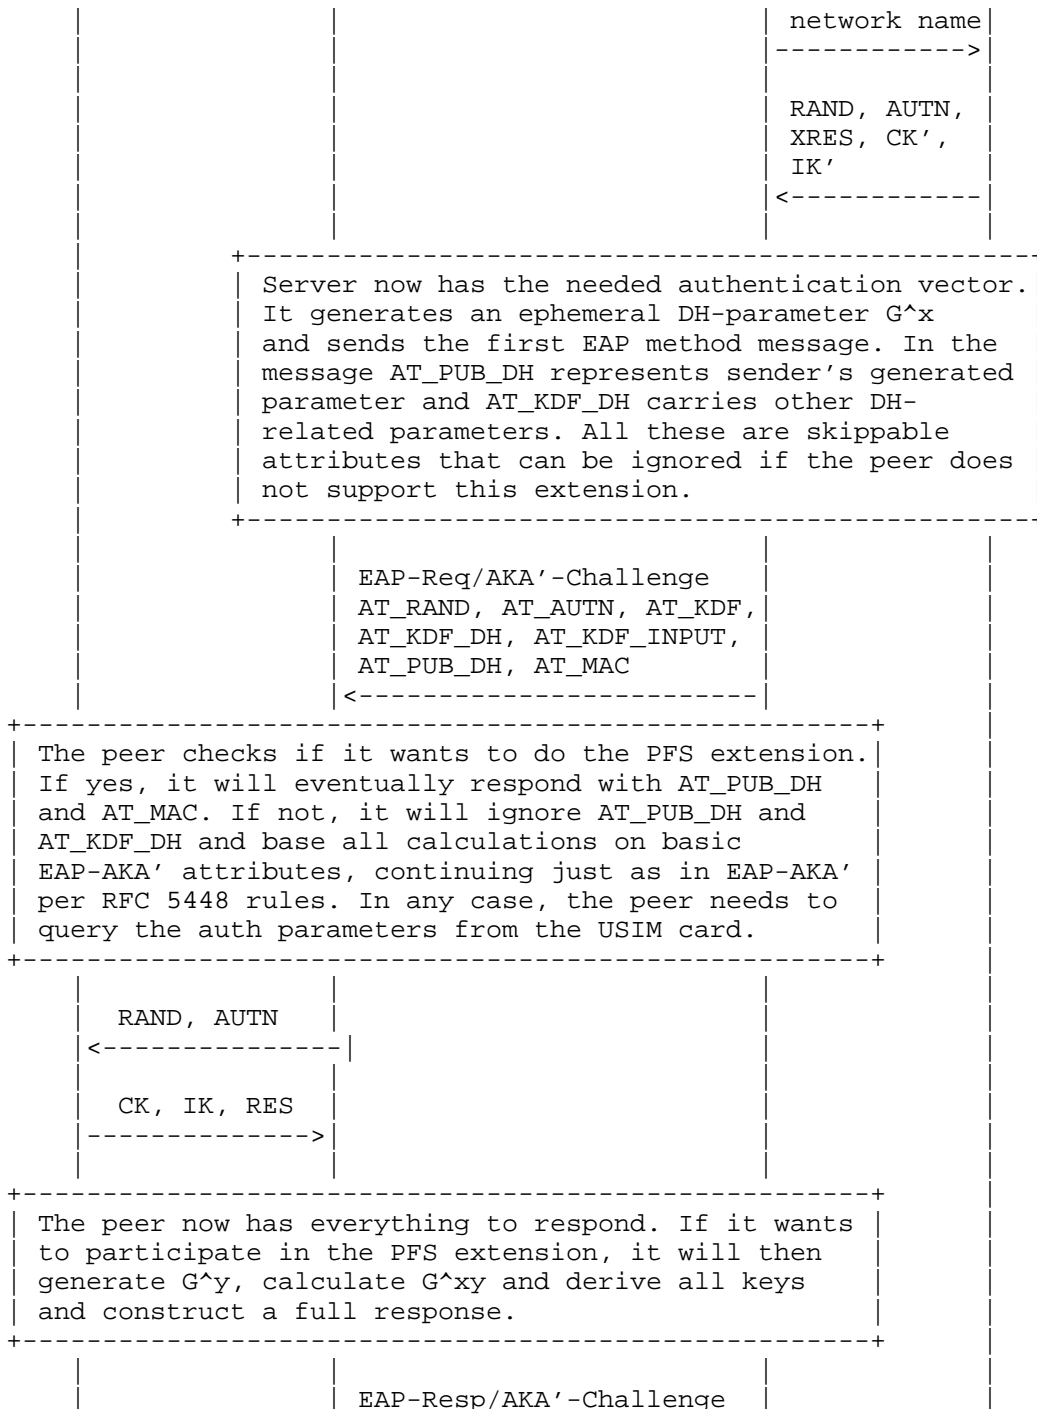 network name
------------>
RAND, AUTN,
XRES, CK',
IK'
<------------
+--------------------------------------------------
Server now has the needed authentication vector.
It generates an ephemeral DH-parameter G^x
and sends the first EAP method message. In the
message AT_PUB_DH represents sender's generated
parameter and AT_KDF_DH carries other DH-
related parameters. All these are skippable
attributes that can be ignored if the peer does
not support this extension.
+--------------------------------------------------
EAP-Req/AKA'-Challenge
AT_RAND, AT_AUTN, AT_KDF,
AT_KDF_DH, AT_KDF_INPUT,
AT_PUB_DH, AT_MAC
<-------------------------
+-----------------------------------------------------+
The peer checks if it wants to do the PFS extension.
If yes, it will eventually respond with AT_PUB_DH
and AT_MAC. If not, it will ignore AT_PUB_DH and
AT_KDF_DH and base all calculations on basic
EAP-AKA' attributes, continuing just as in EAP-AKA'
per RFC 5448 rules. In any case, the peer needs to
query the auth parameters from the USIM card.
+-----------------------------------------------------+
RAND, AUTN
<---------------
CK, IK, RES
-------------->
+-----------------------------------------------------+
The peer now has everything to respond. If it wants
to participate in the PFS extension, it will then
generate G^y, calculate G^xy and derive all keys
and construct a full response.
+-----------------------------------------------------+
EAP-Resp/AKA'-Challenge